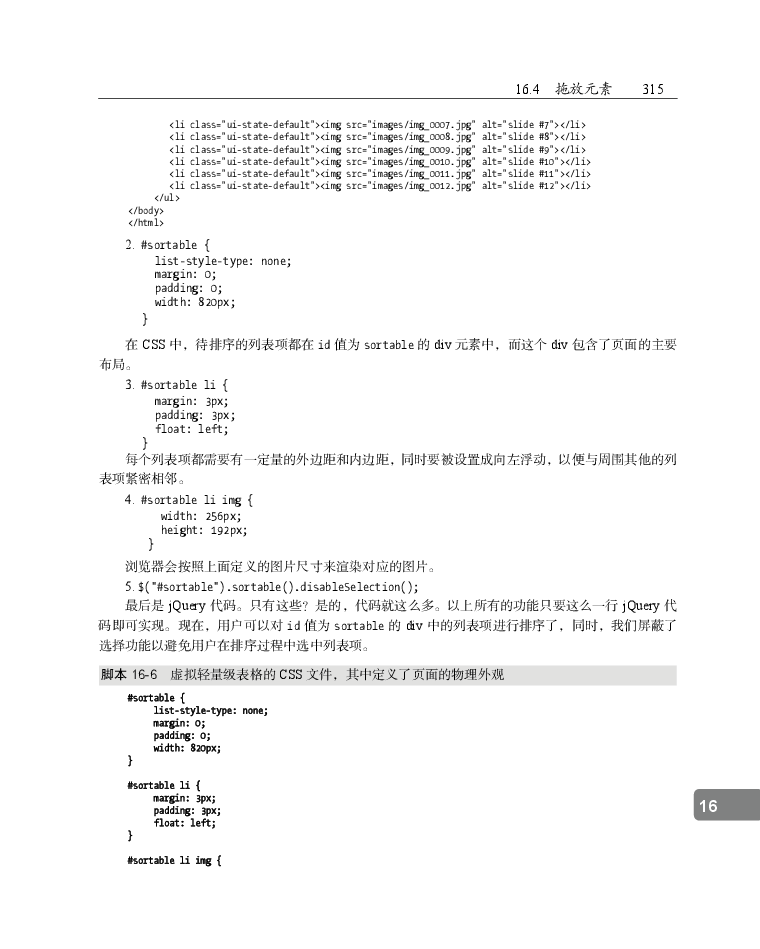 16.4 拖放元素 315
<li class="ui-state-default"><img src="images/img_0007.jpg" alt="slide #7"></li>
<li class="ui-state-default"><img src="images/img_0008.jpg" alt="slide #8"></li>
<li class="ui-state-default"><img src="images/img_0009.jpg" alt="slide #9"></li>
<li class="ui-state-default"><img src="images/img_0010.jpg" alt="slide #10"></li>
<li class="ui-state-default"><img src="images/img_0011.jpg" alt="slide #11"></li>
<li class="ui-state-default"><img src="images/img_0012.jpg" alt="slide #12"></li>
</ul>
</body>
</html>
2. #sortable {
list-style-type: none;
margin: 0;
padding: 0;
width: 820px;
}
在 CSS 中，待排序的列表项都在 id 值为 sortable 的 div 元素中，而这个 div 包含了页面的主要
布局。
3. #sortable li {
margin: 3px;
padding: 3px;
float: left;
}
每个列表项都需要有一定量的外边距和内边距，同时要被设置成向左浮动，以便与周围其他的列
表项紧密相邻。
4. #sortable li img {
width: 256px;
height: 192px;
}
浏览器会按照上面定义的图片尺寸来渲染对应的图片。
5. $("#sortable").sortable().disableSelection();
最后是 jQuery 代码。只有这些？是的，代码就这么多。以上所有的功能只要这么一行 jQuery 代
码即可实现。现在，用户可以对 id 值为 sortable 的 div 中的列表项进行排序了，同时，我们屏蔽了
选择功能以避免用户在排序过程中选中列表项。
脚本 16-6 虚拟轻量级表格的 CSS 文件，其中定义了页面的物理外观
#sortable {
list-style-type: none;
margin: 0;
padding: 0;
width: 820px;
}
#sortable li {
margin: 3px;
padding: 3px;
float: left;
}
16
#sortable li img {